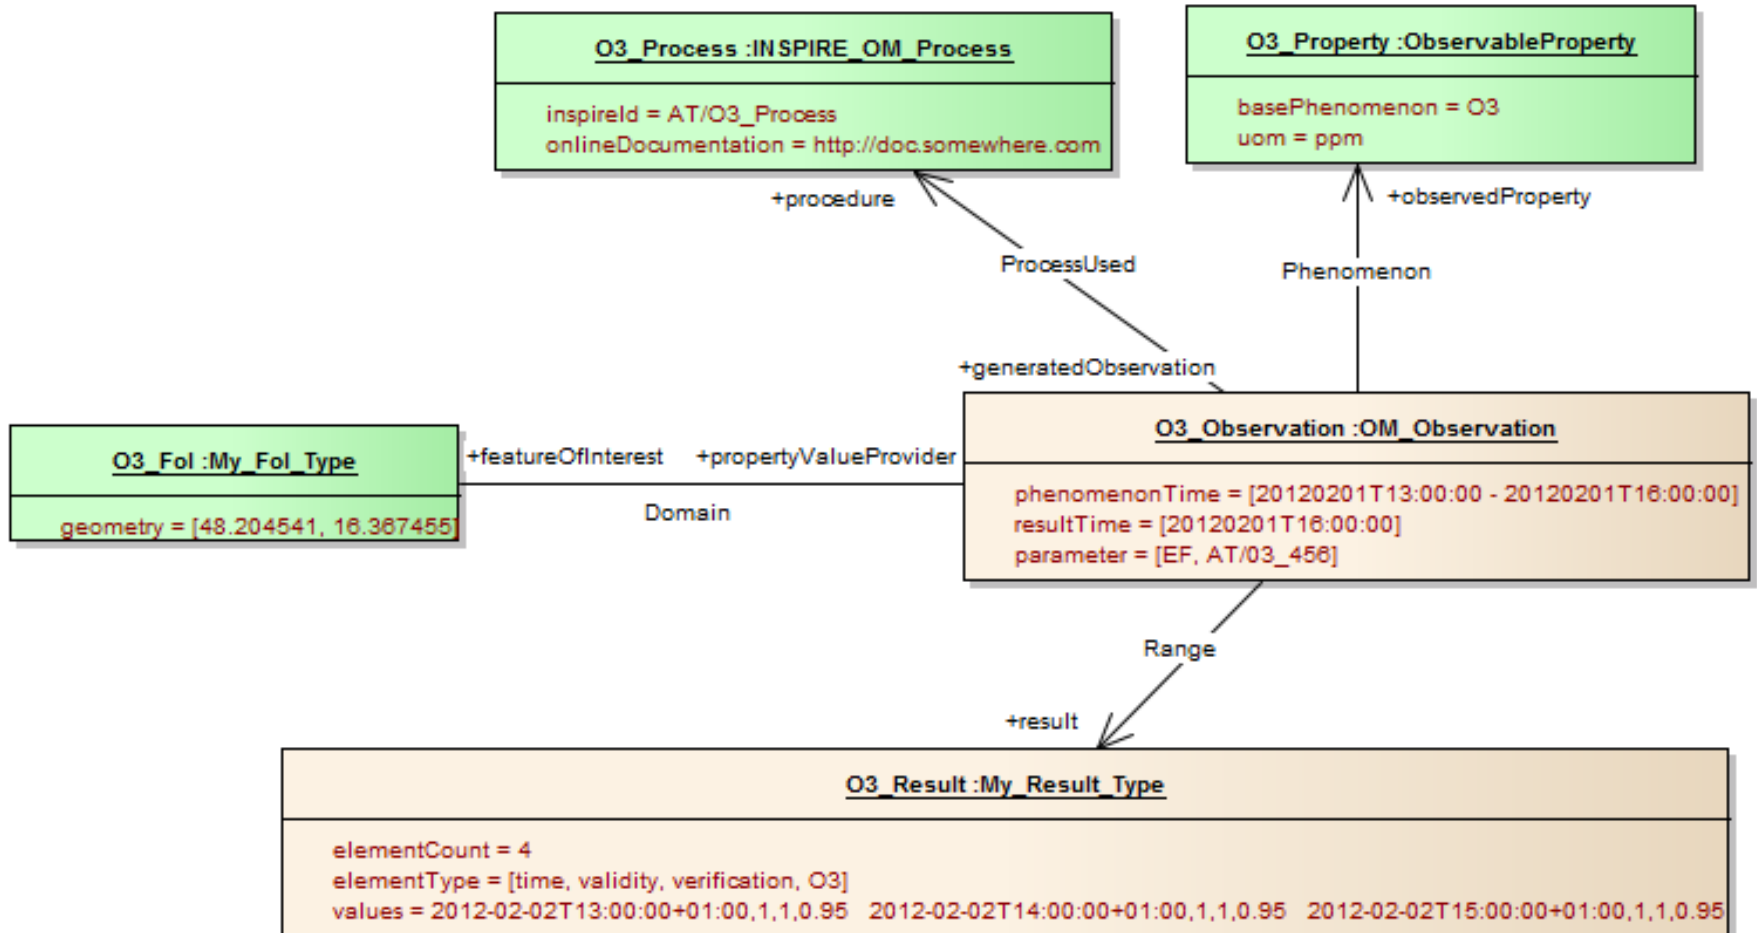 O3_Process :INSPIRE_OM_Process
inspireId = AT/O3_Process
onlineDocumentation = http://doc.somewhere.com
O3_Property :ObservableProperty
basePhenomenon = O3
uom = ppm
+procedure
+observedProperty
ProcessUsed
Phenomenon
+generatedObservation
O3_FoI :My_FoI_Type
geometry = [48.204541, 16.367455]
+featureOfInterest
+propertyValueProvider
Domain
O3_Observation :OM_Observation
phenomenonTime = [20120201T13:00:00 - 20120201T16:00:00]
resultTime = [20120201T16:00:00]
parameter = [EF, AT/03_456]
Range
+result
O3_Result :My_Result_Type
elementCount = 4
elementType = [time, validity, verification, O3]
values = 2012-02-02T13:00:00+01:00,1,1,0.95 2012-02-02T14:00:00+01:00,1,1,0.95 2012-02-02T15:00:00+01:00,1,1,0.95